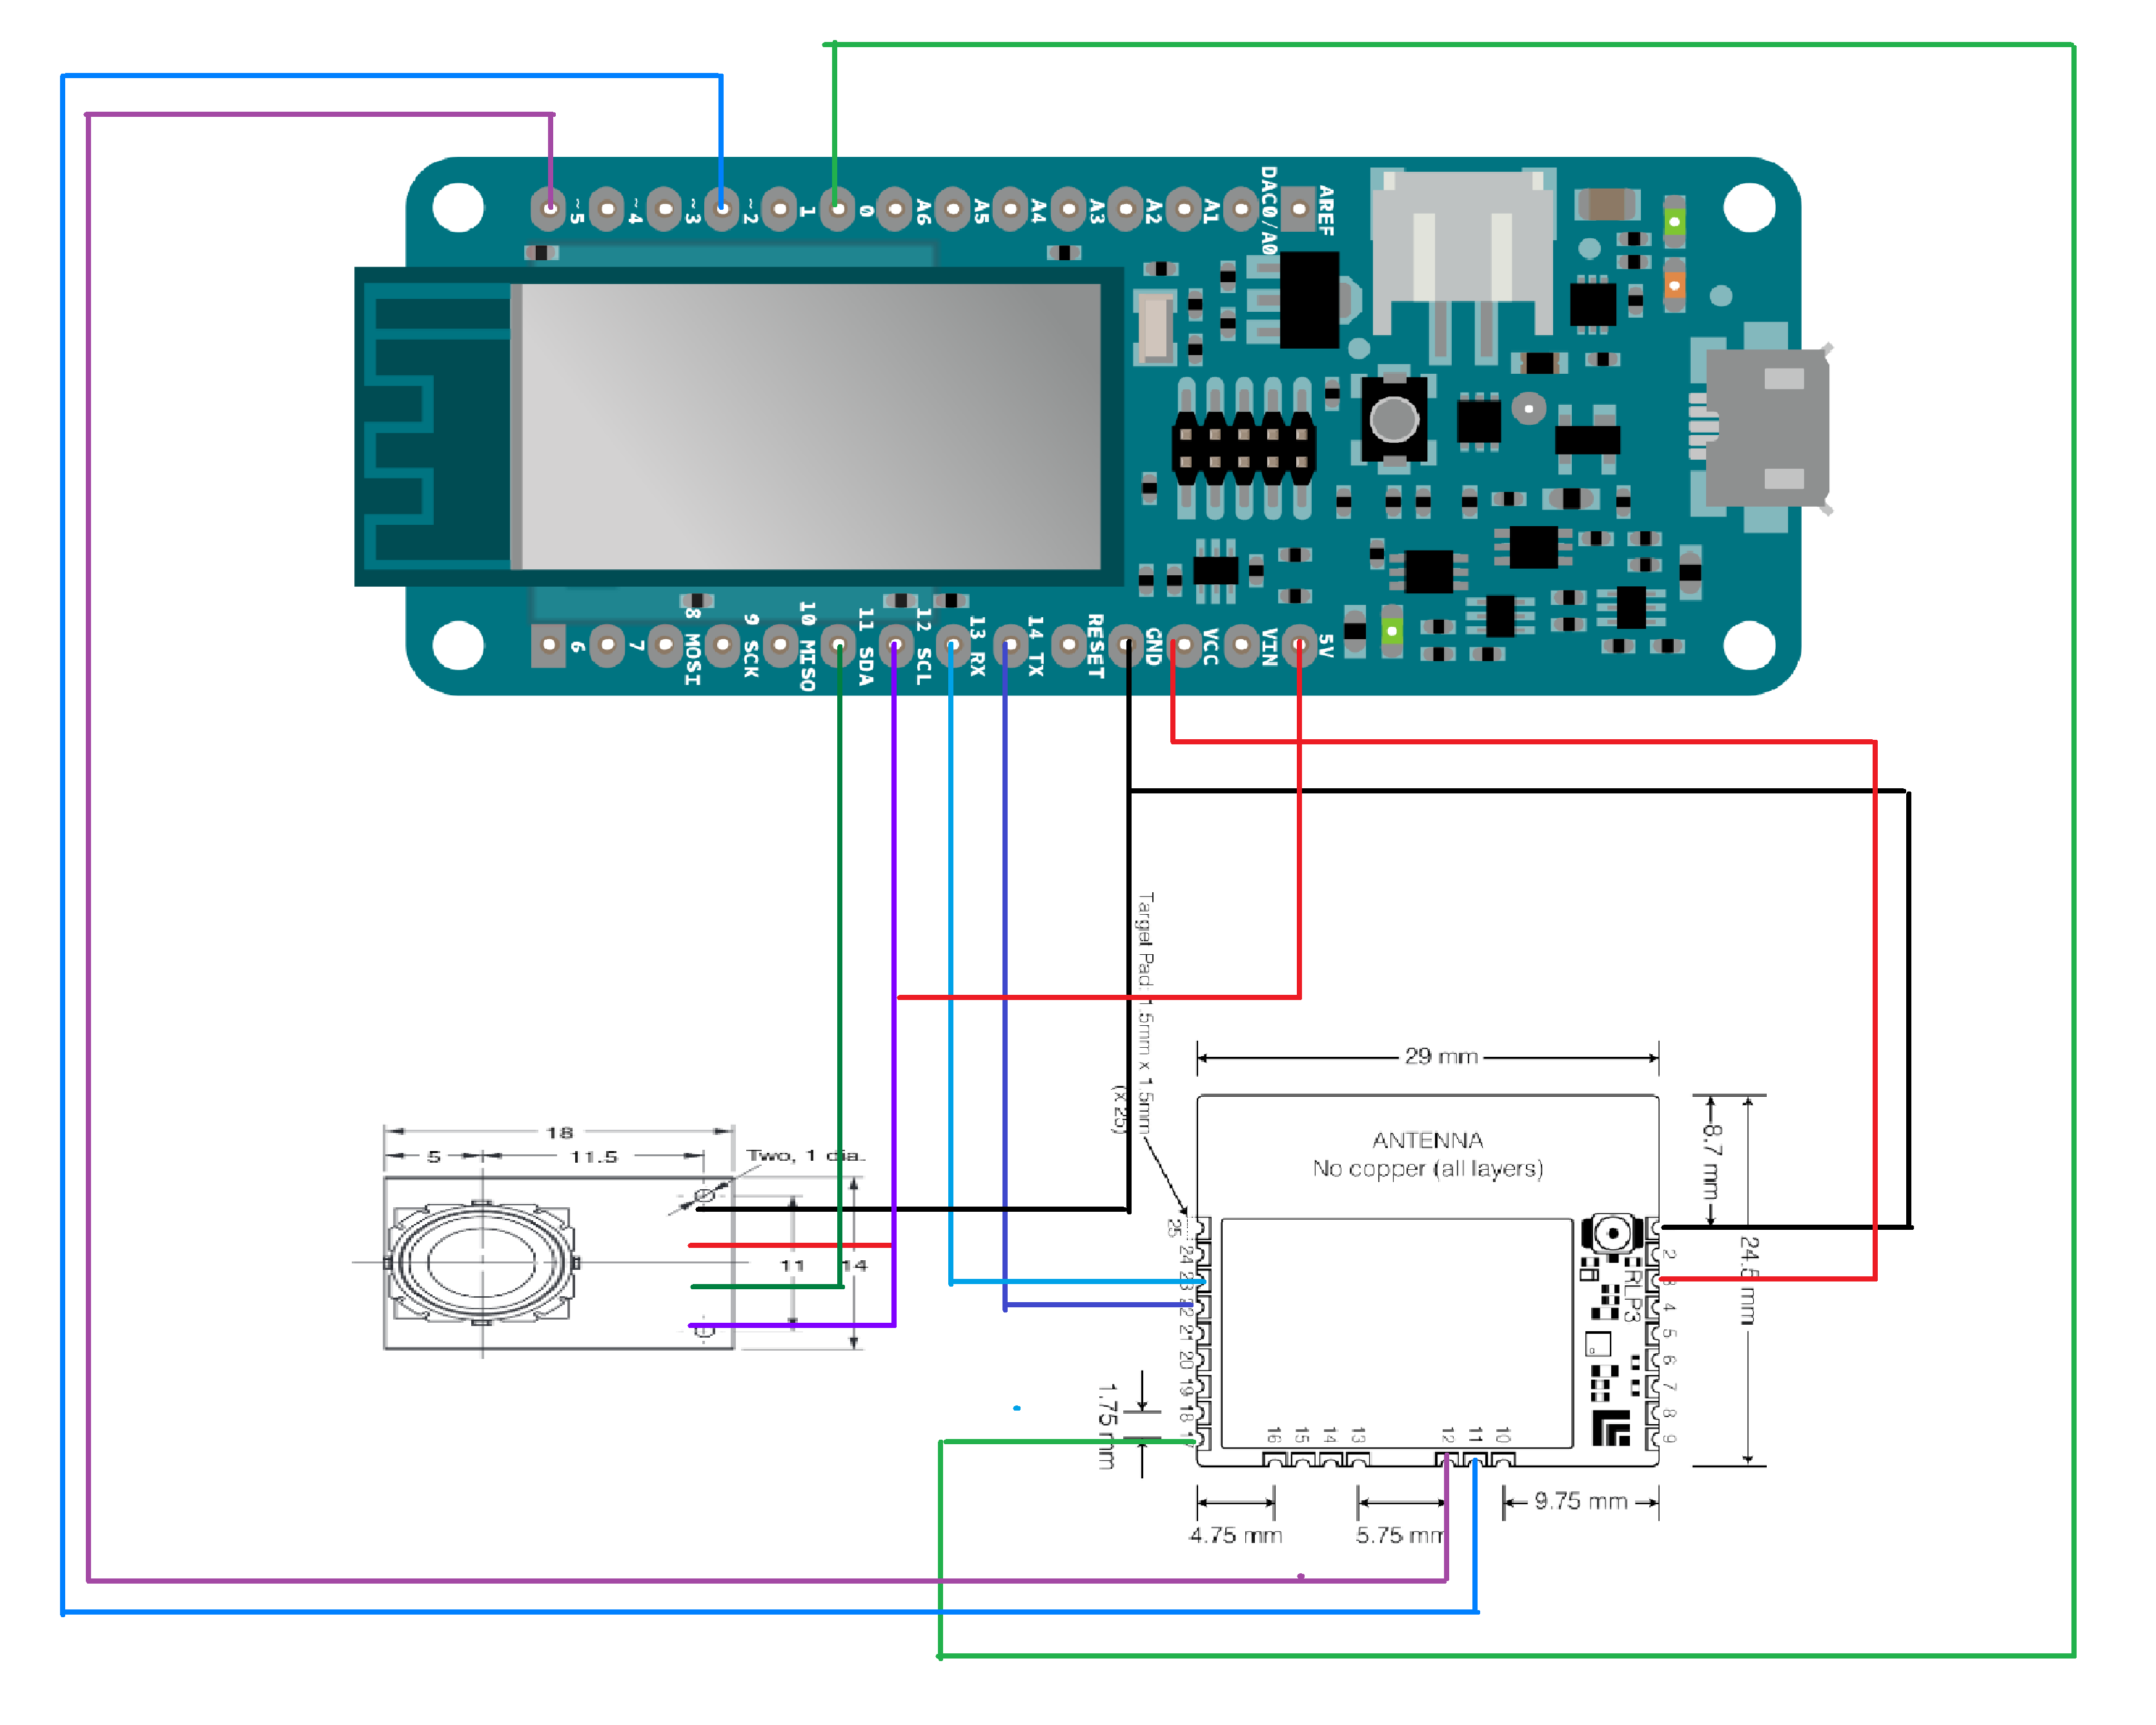 ~5
~4
~3
~2
1
0
A6
A5
A4
A3
A2
A1
DAC0/A0
AREF
6
7
8 MOSI
9 SCK
10 MISO
11 SDA
12 SCL
13 RX
14 TX
RESET
GND
VCC
VIN
5V
Target Pad: 1.5mm x 1.5mm
(x 25)
29 mm
ANTENNA
No copper (all layers)
8.7 mm
24.5 mm
18
5
11.5
Two, 1 dia.
11
14
25
24
23
22
21
20
19
18
17
16
15
14
13
12
11
10
2
3
4
5
6
7
8
9
RLP3
1.75 mm
4.75 mm
5.75 mm
9.75 mm